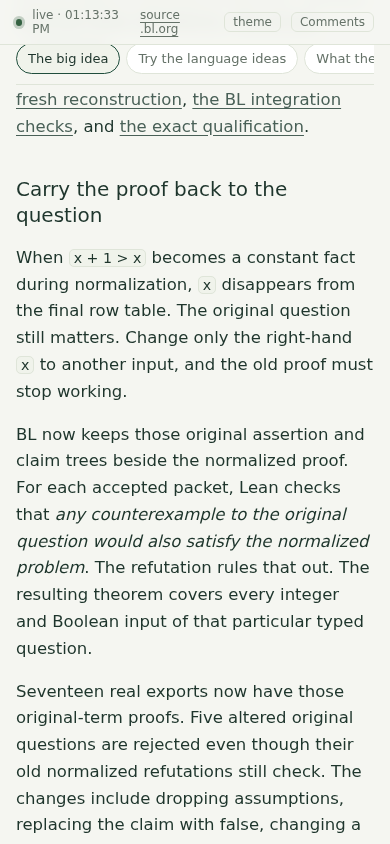 live · 01:13:33 PM
source .bl.org
theme
Comments
The big idea
Try the language ideas
What the
fresh reconstruction, the BL integration
checks, and the exact qualification.
Carry the proof back to the
question
When x + 1 > x becomes a constant fact
during normalization, x disappears from
the final row table. The original question
still matters. Change only the right-hand
x to another input, and the old proof must
stop working.
BL now keeps those original assertion and
claim trees beside the normalized proof.
For each accepted packet, Lean checks
that any counterexample to the original
question would also satisfy the normalized
problem. The refutation rules that out. The
resulting theorem covers every integer
and Boolean input of that particular typed
question.
Seventeen real exports now have those
original-term proofs. Five altered original
questions are rejected even though their
old normalized refutations still check. The
changes include dropping assumptions,
replacing the claim with false, changing a